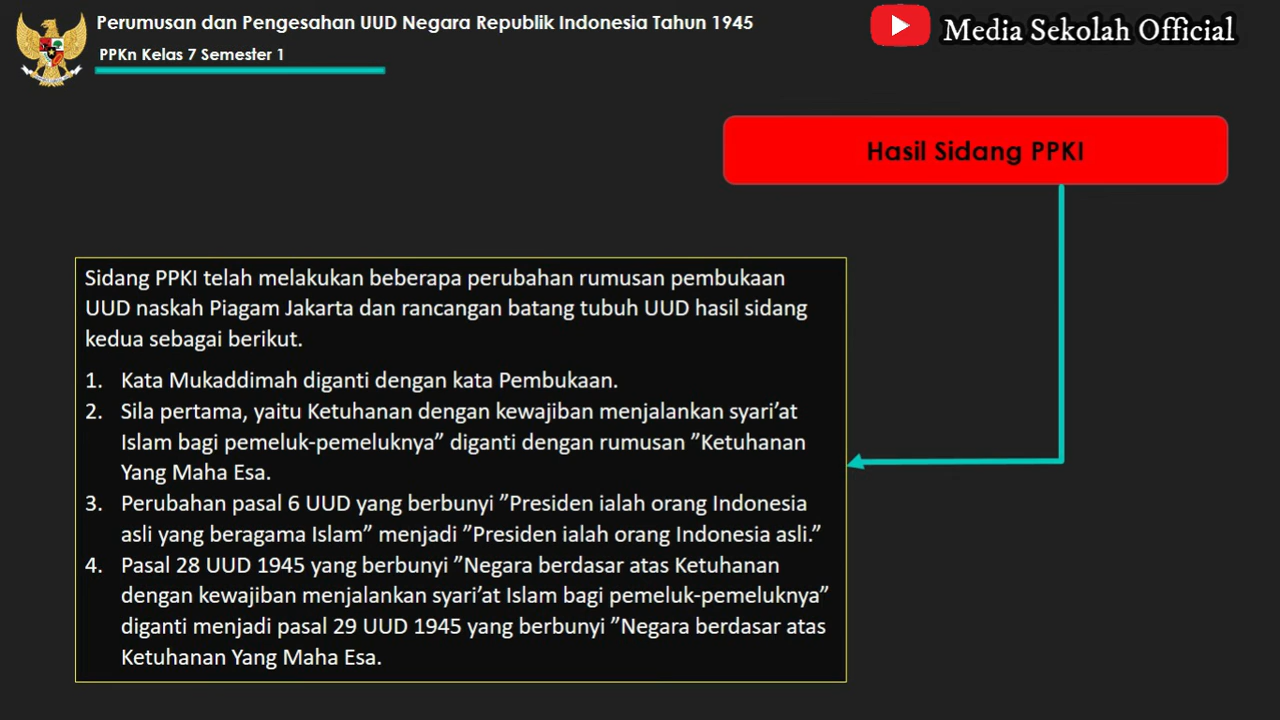 Perumusan dan Pengesahan UUD Negara Republik Indonesia Tahun 1945
PPKn Kelas 7 Semester 1
Media Sekolah Official
Hasil Sidang PPKI
Sidang PPKI telah melakukan beberapa perubahan rumusan pembukaan
UUD naskah Piagam Jakarta dan rancangan batang tubuh UUD hasil sidang
kedua sebagai berikut.
1. Kata Mukaddimah diganti dengan kata Pembukaan.
2. Sila pertama, yaitu Ketuhanan dengan kewajiban menjalankan syari’at
Islam bagi pemeluk-pemeluknya” diganti dengan rumusan ”Ketuhanan
Yang Maha Esa.
3. Perubahan pasal 6 UUD yang berbunyi ”Presiden ialah orang Indonesia
asli yang beragama Islam” menjadi ”Presiden ialah orang Indonesia asli.”
4. Pasal 28 UUD 1945 yang berbunyi ”Negara berdasar atas Ketuhanan
dengan kewajiban menjalankan syari’at Islam bagi pemeluk-pemeluknya”
diganti menjadi pasal 29 UUD 1945 yang berbunyi ”Negara berdasar atas
Ketuhanan Yang Maha Esa.